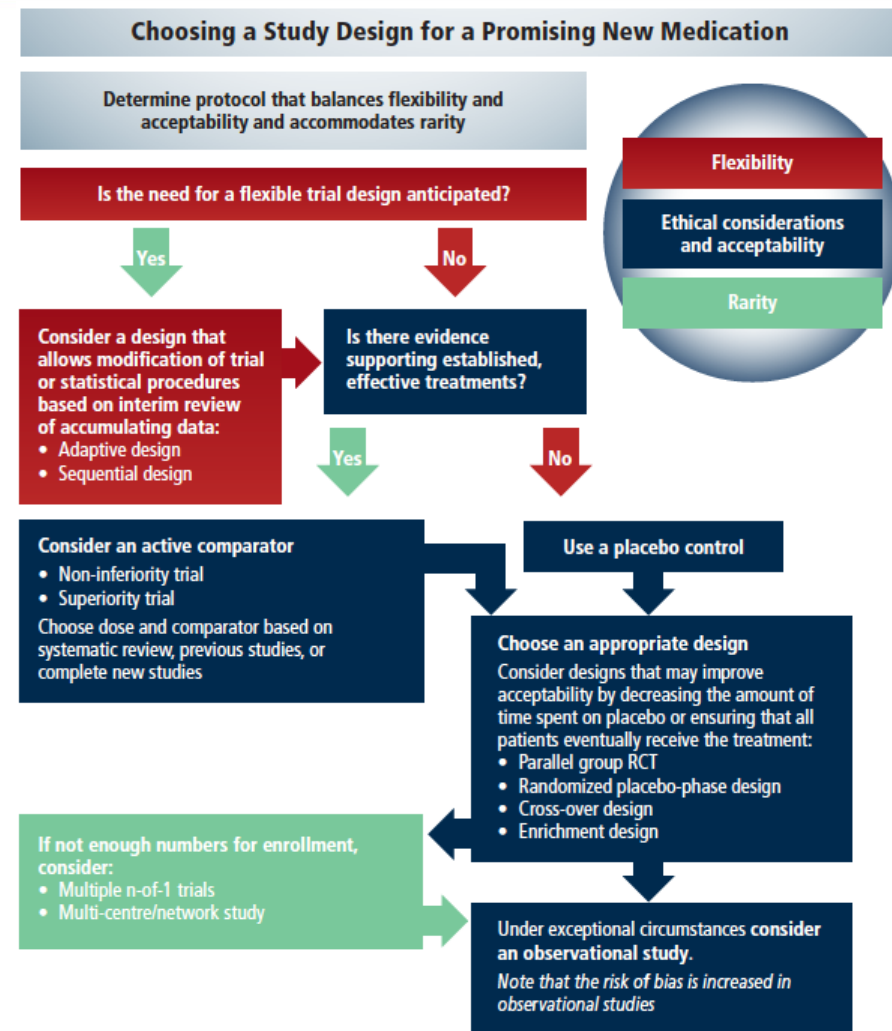 Choosing a Study Design for a Promising New Medication
Determine protocol that balances flexibility and
acceptability and accommodates rarity
Flexibility
Ethical considerations
and acceptability
Rarity
Is the need for a flexible trial design anticipated?
Yes
No
Consider a design that
allows modification of trial
or statistical procedures
based on interim review
of accumulating data:
• Adaptive design
• Sequential design
Is there evidence
supporting established,
effective treatments?
Yes
No
Consider an active comparator
• Non-inferiority trial
• Superiority trial
Choose dose and comparator based on
systematic review, previous studies, or
complete new studies
Use a placebo control
Choose an appropriate design
Consider designs that may improve
acceptability by decreasing the amount of
time spent on placebo or ensuring that all
patients eventually receive the treatment:
• Parallel group RCT
• Randomized placebo-phase design
• Cross-over design
• Enrichment design
If not enough numbers for enrollment,
consider:
• Multiple n-of-1 trials
• Multi-centre/network study
Under exceptional circumstances consider
an observational study.
Note that the risk of bias is increased in
observational studies